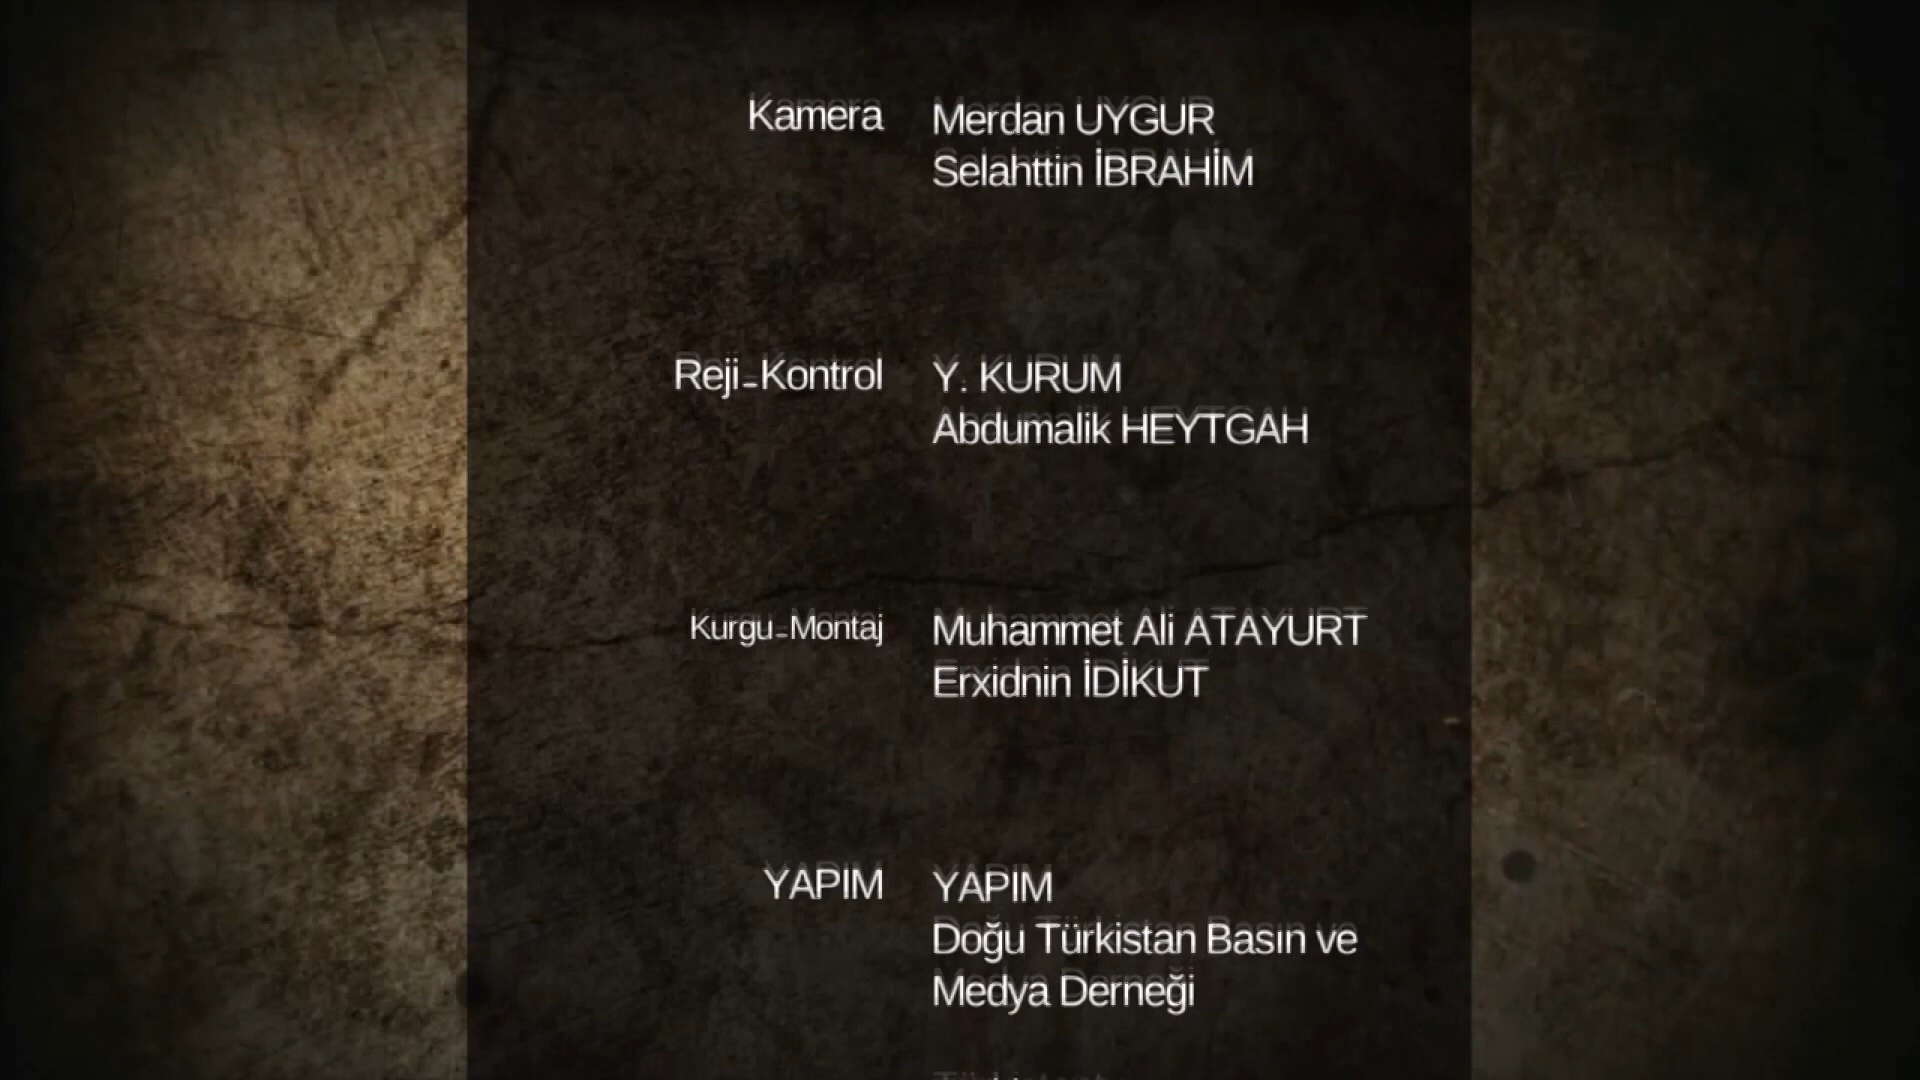 Kamera Merdan UYGUR
Selahttin İBRAHİM
Reji-Kontrol Y. KURUM
Abdumalik HEYTGAH
Kurgu-Montaj Muhammet Ali ATAYURT
Erxidnin İDİKUT
YAPIM YAPIM
Doğu Türkistan Basın ve
Medya Derneği